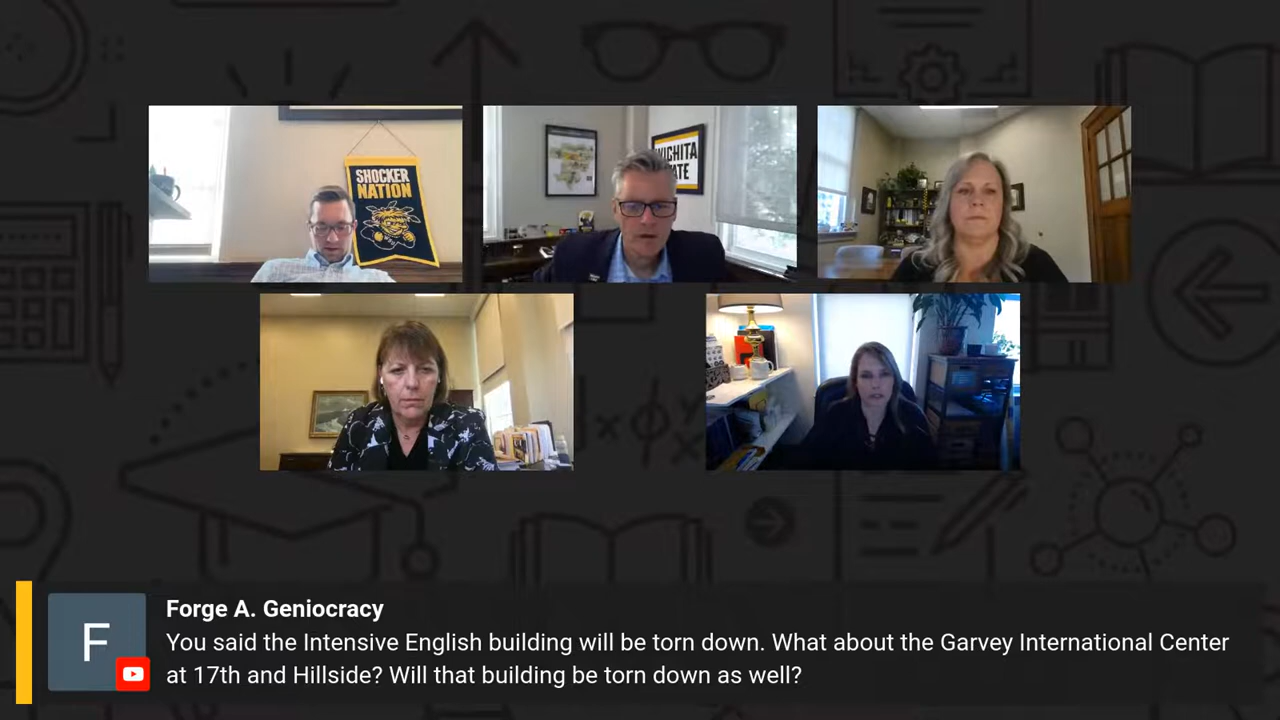 SHOCKER
NATION
WICHITA
STATE
F
Forge A. Geniocracy
You said the Intensive English building will be torn down. What about the Garvey International Center
at 17th and Hillside? Will that building be torn down as well?